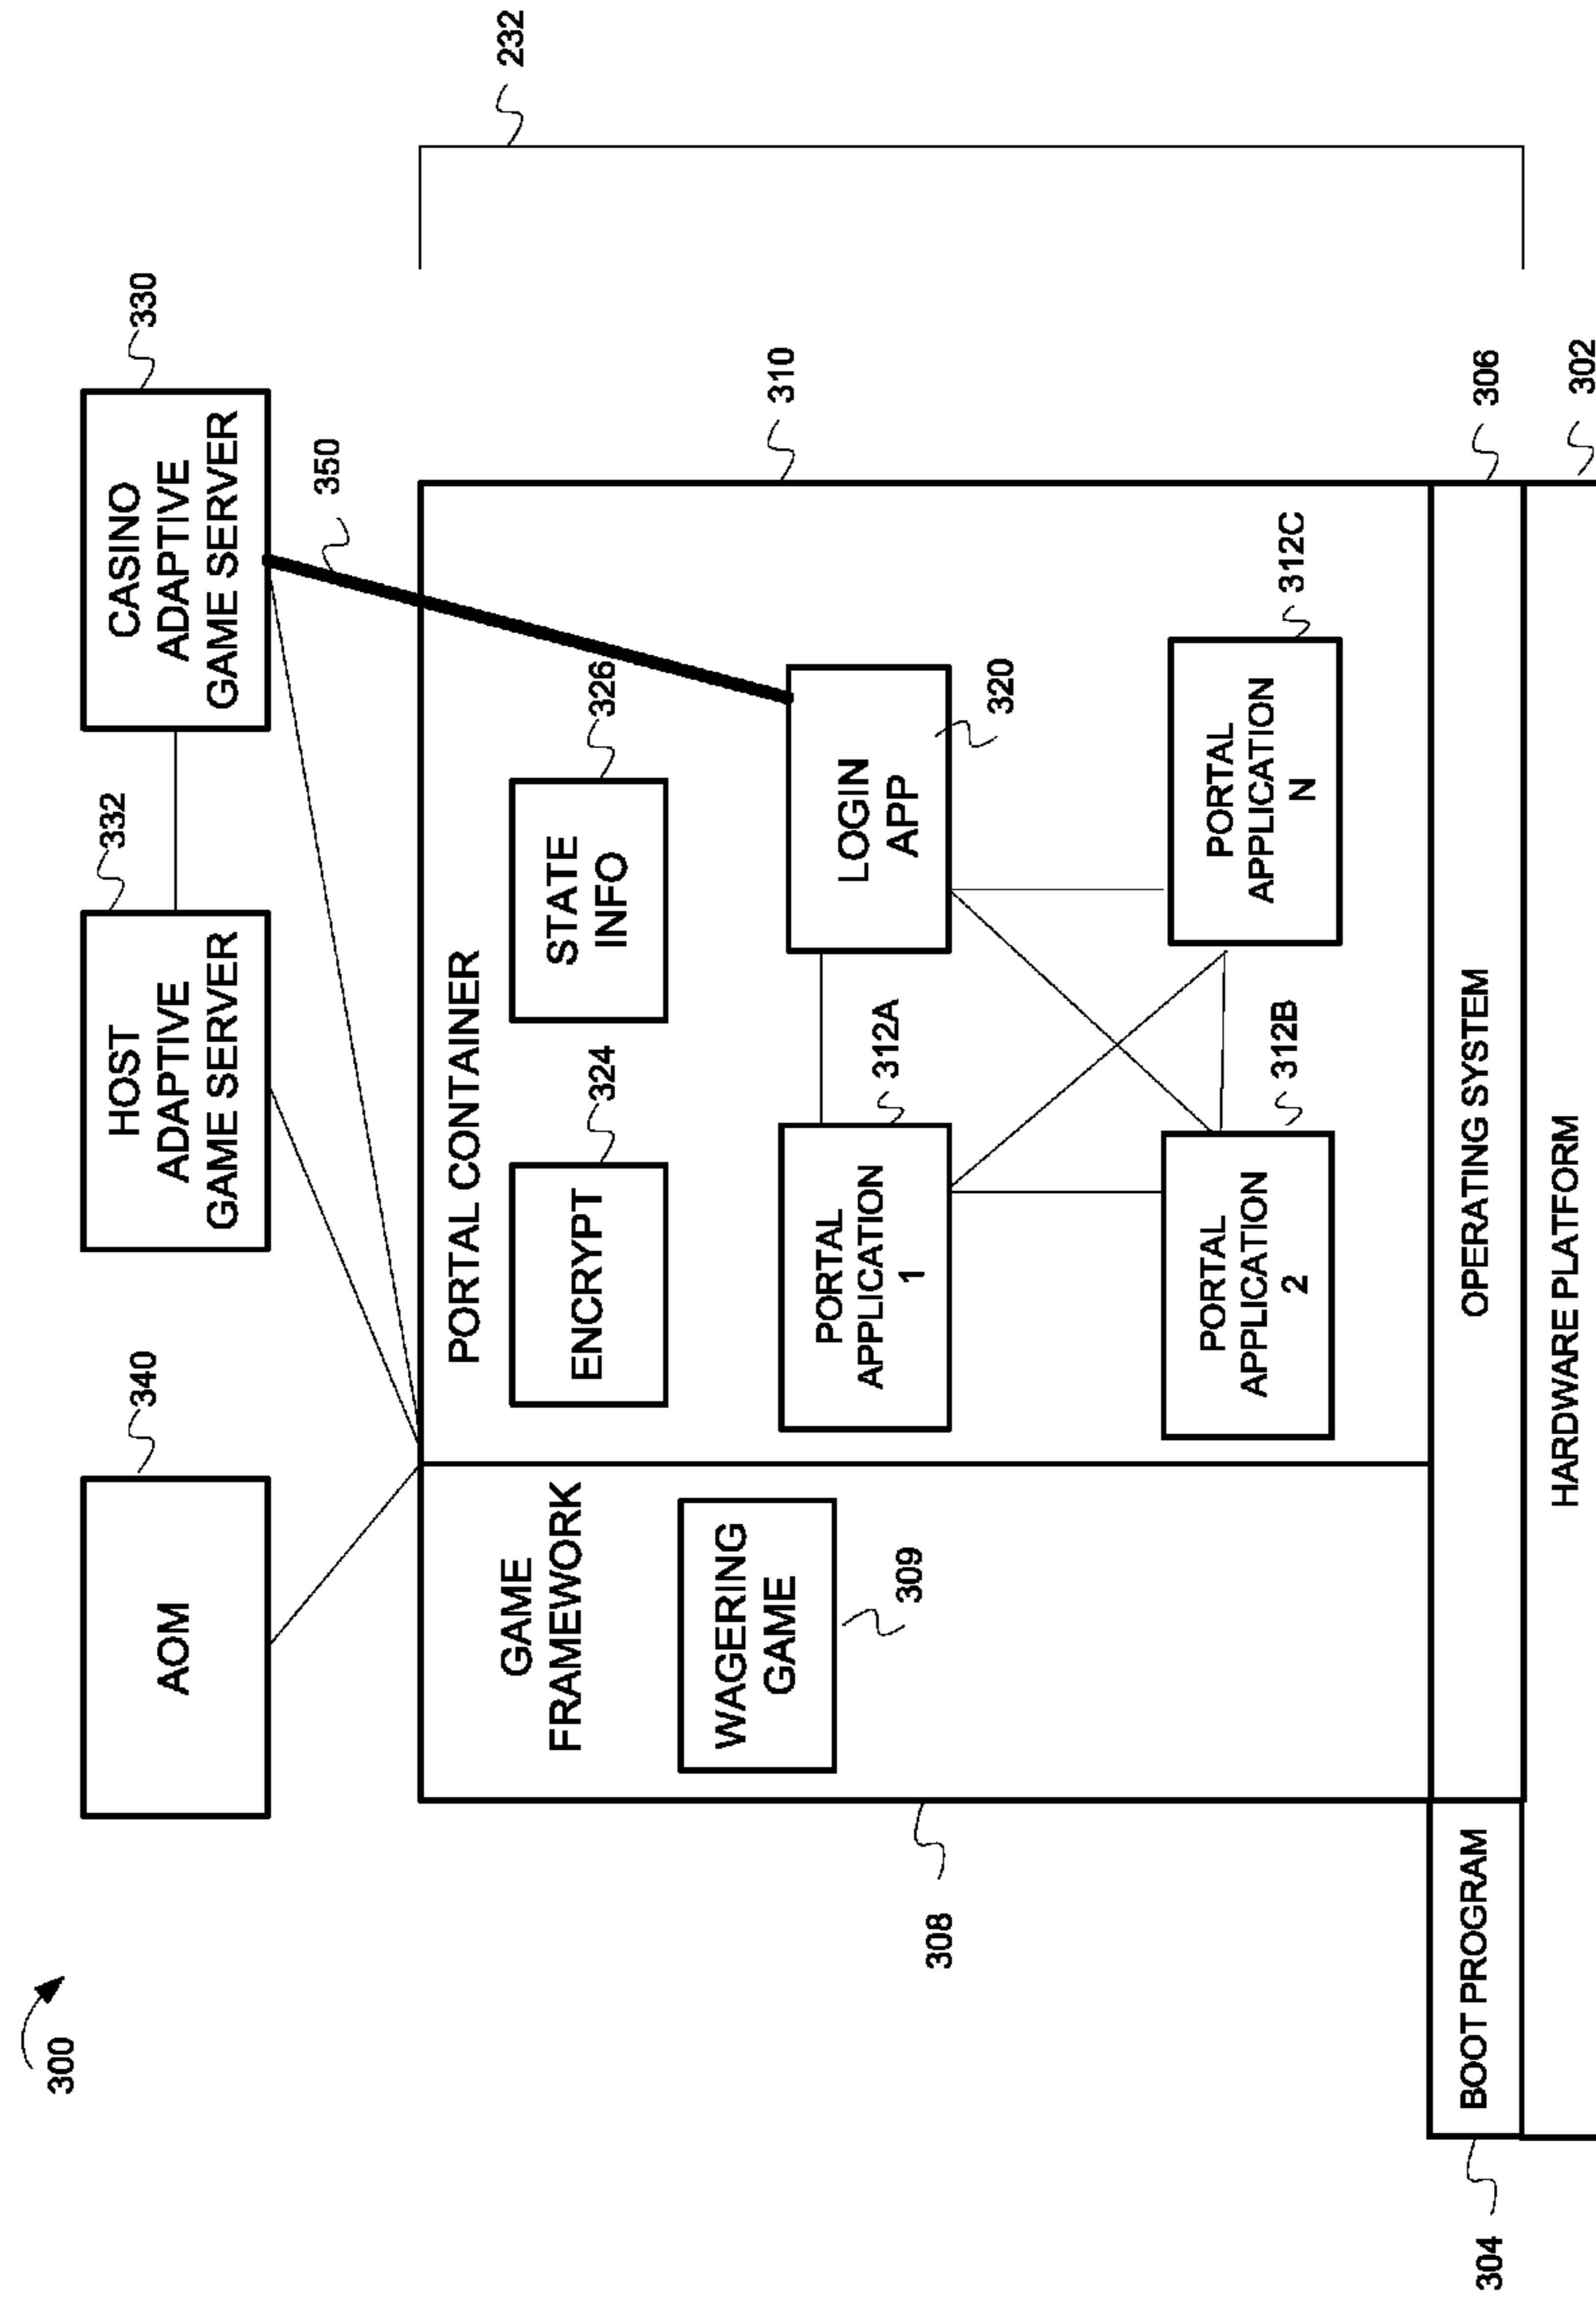 300
AOM
340
HOST
ADAPTIVE
GAME SERVER
332
CASINO
ADAPTIVE
GAME SERVER
330
350
232
GAME
FRAMEWORK
WAGERING
GAME
309
308
PORTAL CONTAINER
310
ENCRYPT
324
STATE
INFO
326
PORTAL
APPLICATION
1
312A
LOGIN
APP
320
PORTAL
APPLICATION
2
312B
PORTAL
APPLICATION
N
312C
BOOT PROGRAM
304
OPERATING SYSTEM
306
HARDWARE PLATFORM
302